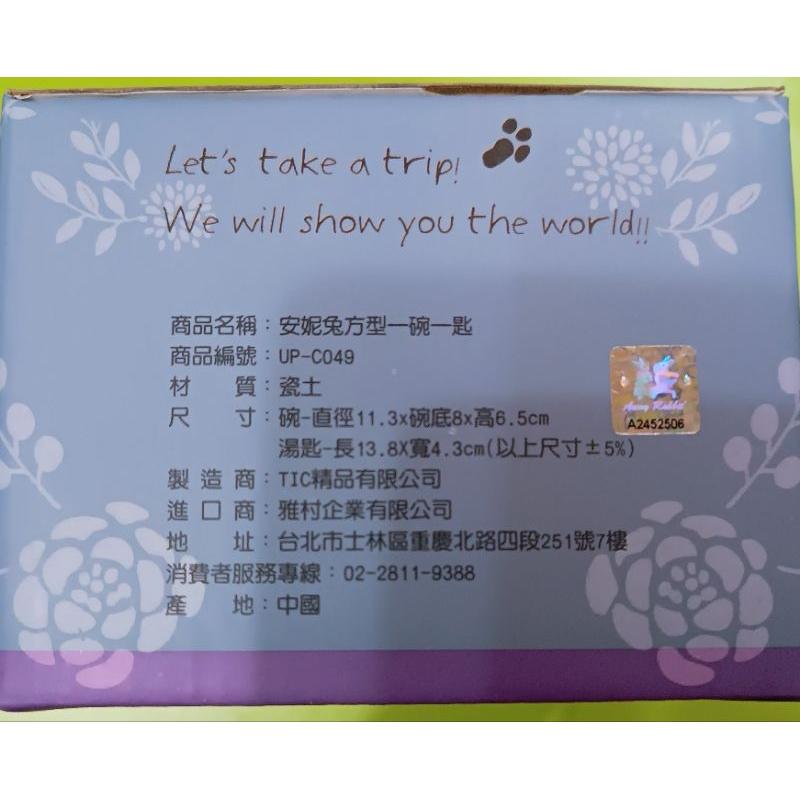 Let's take a trip!
We will show you the world!!
商品名稱：安妮兔方型一碗一匙
商品編號：UP-C049
材 質：瓷土
尺 寸：碗-直徑11.3x碗底8x高6.5cm
湯匙-長13.8X寬4.3cm(以上尺寸±5%)
Anny Rabbit
A2452506
製造商：TIC精品有限公司
進口商：雅村企業有限公司
地 址：台北市士林區重慶北路四段251號7樓
消費者服務專線：02-2811-9388
產 地：中國